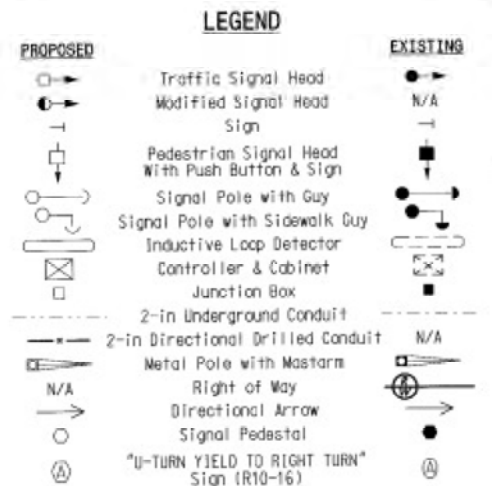 LEGEND
PROPOSED EXISTING
Traffic Signal Head
Modified Signal Head N/A
Sign
Pedestrian Signal Head
With Push Button & Sign
Signal Pole with Guy
Signal Pole with Sidewalk Guy
Inductive Loop Detector
Controller & Cabinet
Junction Box
2-in Underground Conduit
2-in Directional Drilled Conduit N/A
Metal Pole with Mastarm
N/A Right of Way
Directional Arrow
Signal Pedestal
A "U-TURN YIELD TO RIGHT TURN" A
Sign (R10-16)